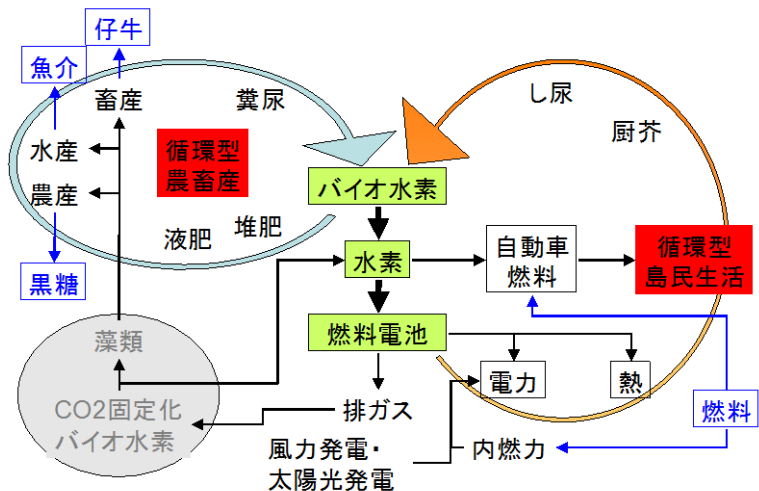 仔牛
魚介
畜産
糞尿
し尿
厨芥
水産
循環型
農畜産
農産
バイオ水素
液肥
堆肥
黒糖
水素
自動車
燃料
循環型
島民生活
藻類
燃料電池
電力
熱
燃料
CO2固定化
バイオ水素
排ガス
風力発電・
太陽光発電
内燃力